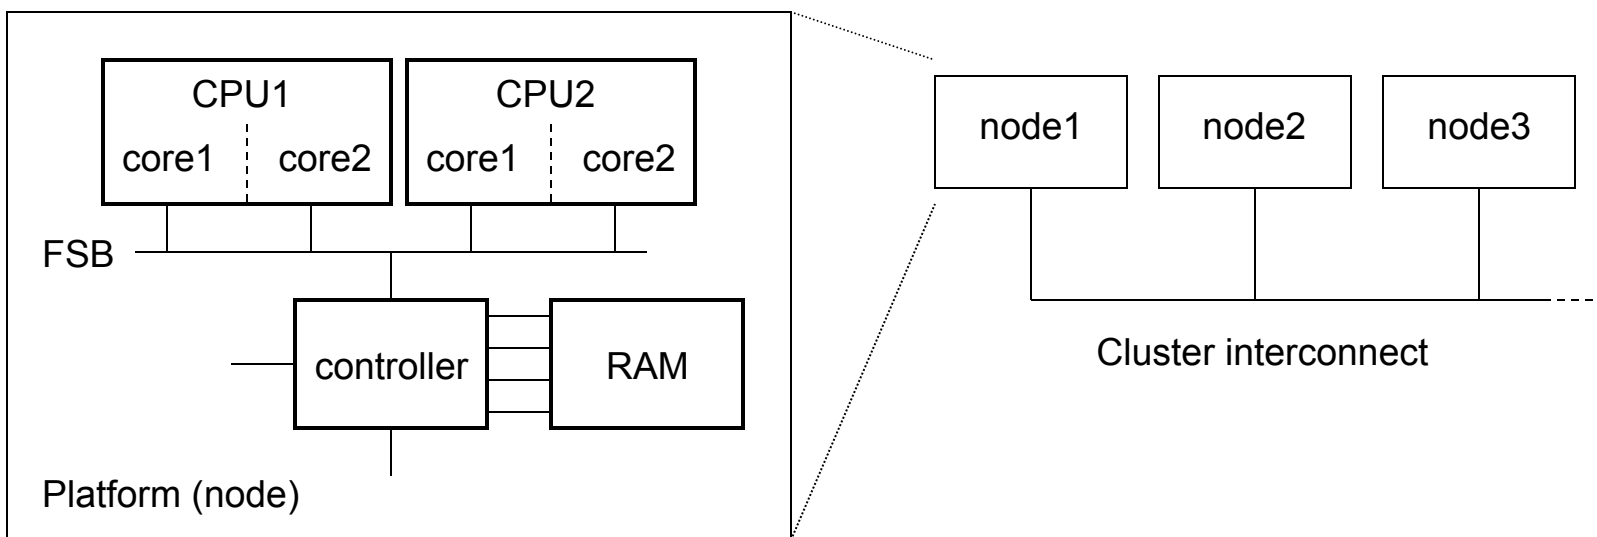 CPU1
core1
core2
CPU2
core1
core2
FSB
controller
RAM
Platform (node)
node1
node2
node3
Cluster interconnect